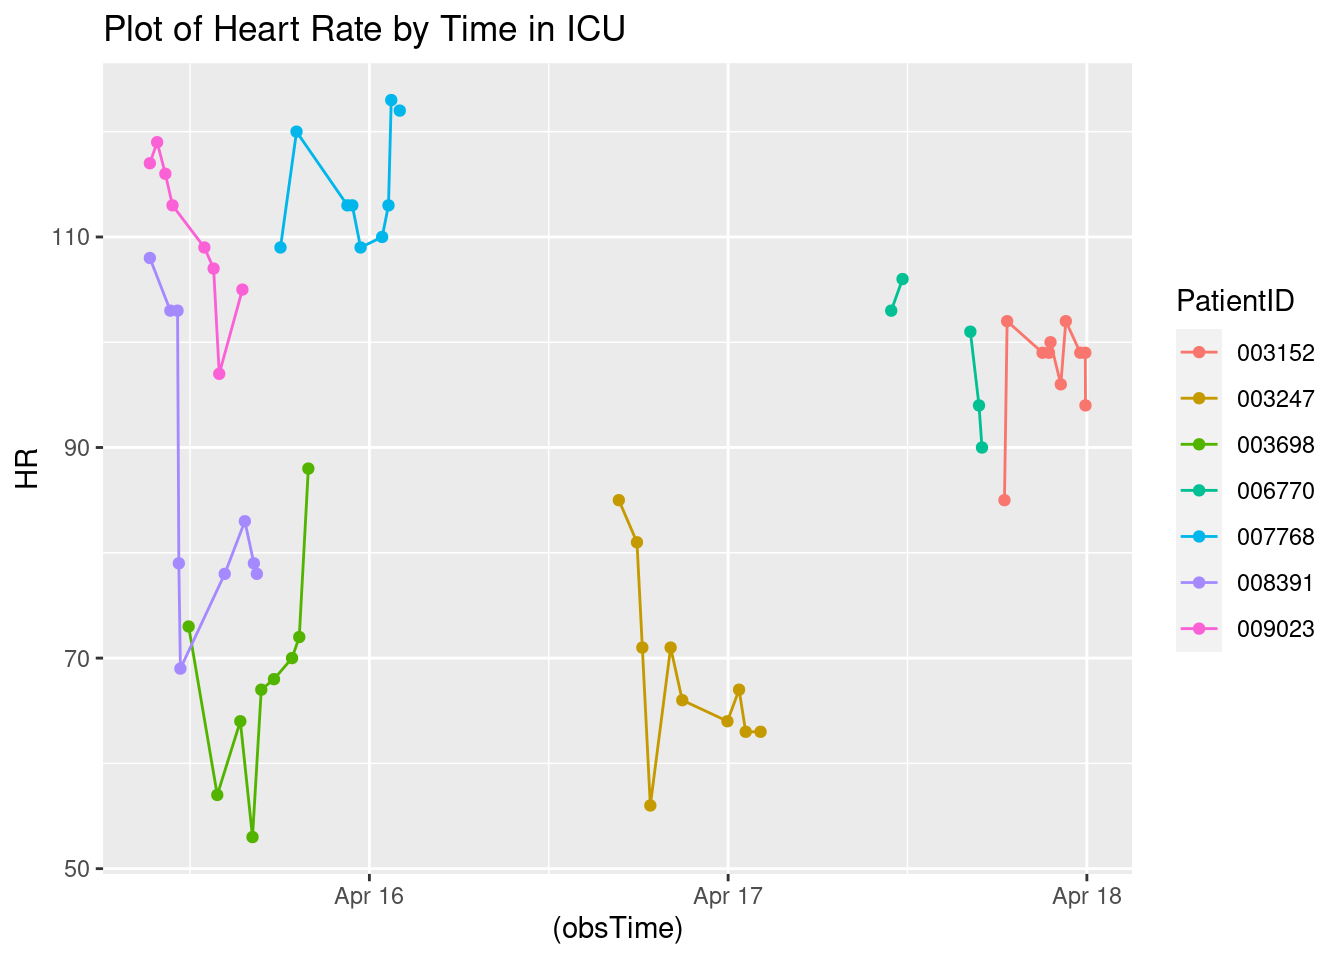 Plot of Heart Rate by Time in ICU
HR
110
90
70
50
Apr 16
Apr 17
Apr 18
(obsTime)
PatientID
003152
003247
003698
006770
007768
008391
009023